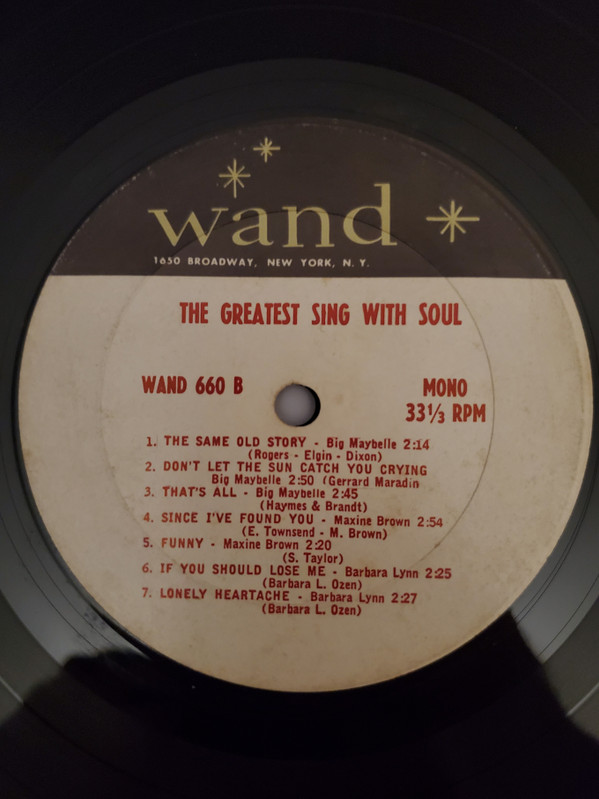 wand
1650 BROADWAY, NEW YORK, N. Y.
THE GREATEST SING WITH SOUL
WAND 660 B
MONO
33⅓ RPM
1. THE SAME OLD STORY - Big Maybelle 2:14
(Rogers - Elgin - Dixon)
2. DON'T LET THE SUN CATCH YOU CRYING
Big Maybelle 2:50 (Gerrard Maradin
3. THAT'S ALL - Big Maybelle 2:45
(Haymes & Brandt)
4. SINCE I'VE FOUND YOU - Maxine Brown 2:54
(E. Townsend - M. Brown)
5. FUNNY - Maxine Brown 2:20
(S. Taylor)
6. IF YOU SHOULD LOSE ME - Barbara Lynn 2:25
(Barbara L. Ozen)
7. LONELY HEARTACHE - Barbara Lynn 2:27
(Barbara L. Ozen)